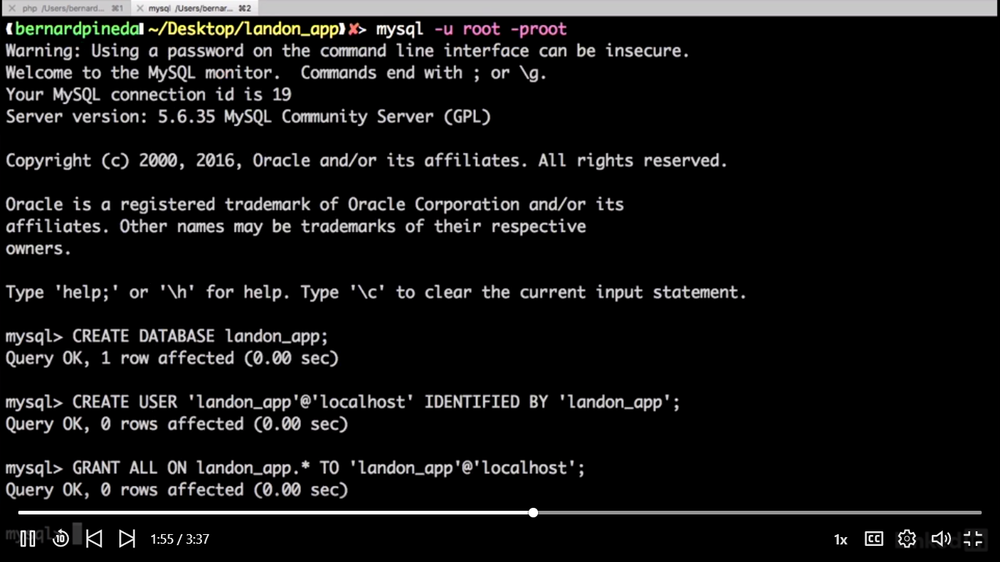 php /Users/bernard... ⌘1 mysql /Users/bernar... ⌘2
(bernardpineda ~/Desktop/landon_app)✘> mysql -u root -proot
Warning: Using a password on the command line interface can be insecure.
Welcome to the MySQL monitor.  Commands end with ; or \g.
Your MySQL connection id is 19
Server version: 5.6.35 MySQL Community Server (GPL)
Copyright (c) 2000, 2016, Oracle and/or its affiliates. All rights reserved.
Oracle is a registered trademark of Oracle Corporation and/or its
affiliates. Other names may be trademarks of their respective
owners.
Type 'help;' or '\h' for help. Type '\c' to clear the current input statement.
mysql> CREATE DATABASE landon_app;
Query OK, 1 row affected (0.00 sec)
mysql> CREATE USER 'landon_app'@'localhost' IDENTIFIED BY 'landon_app';
Query OK, 0 rows affected (0.00 sec)
mysql> GRANT ALL ON landon_app.* TO 'landon_app'@'localhost';
Query OK, 0 rows affected (0.00 sec)
mysql>
10 1:55 / 3:37 1x CC